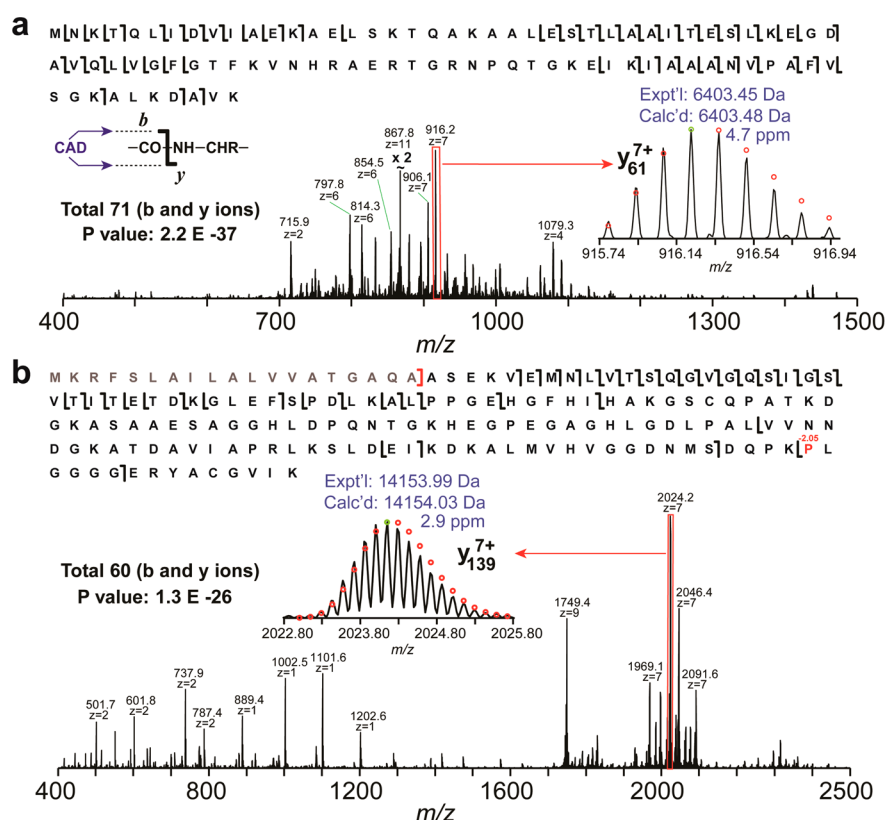 a
M N K T Q L I D V I A E K A E L S K T Q A K A A L E S T L A A I T E S L K E G D
A V Q L V G F G T F K V N H R A E R T G R N P Q T G K E I K I A A A N V P A F V
S G K A L K D A V K
b
CAD
—CO—NH—CHR—
y
Total 71 (b and y ions)
P value: 2.2 E -37
Expt'l: 6403.45 Da
Calc'd: 6403.48 Da
4.7 ppm
y61 7+
867.8
z=11
x 2
~
916.2
z=7
854.5
z=6
906.1
z=7
797.8
z=6
814.3
z=6
715.9
z=2
1079.3
z=4
915.74 916.14 916.54 916.94
m/z
400 700 1000 1300 1500
m/z
b
M K R F S L A I L A L V V A T G A Q A A S E K V E M N L V T S Q G V G Q S I G S
V T I T E T D K G L E F S P D L K A L P P G E H G F H I H A K G S C Q P A T K D
G K A S A A E S A G G H L D P Q N T G K H E G P E G A G H L G D L P A L V V N N
-2.05
D G K A T D A V I A P R L K S L D E I K D K A L M V H V G G D N M S D Q P K P L
G G G G E R Y A C G V I K
Expt'l: 14153.99 Da
Calc'd: 14154.03 Da
2.9 ppm
y139 7+
Total 60 (b and y ions)
P value: 1.3 E -26
2024.2
z=7
2046.4
z=7
1749.4
z=9
1969.1
z=7
2091.6
z=7
501.7
z=2
601.8
z=2
737.9
z=2
787.4
z=2
889.4
z=1
1002.5
z=1
1101.6
z=1
1202.6
z=1
2022.80 2023.80 2024.80 2025.80
m/z
400 800 1200 1600 2000 2500
m/z